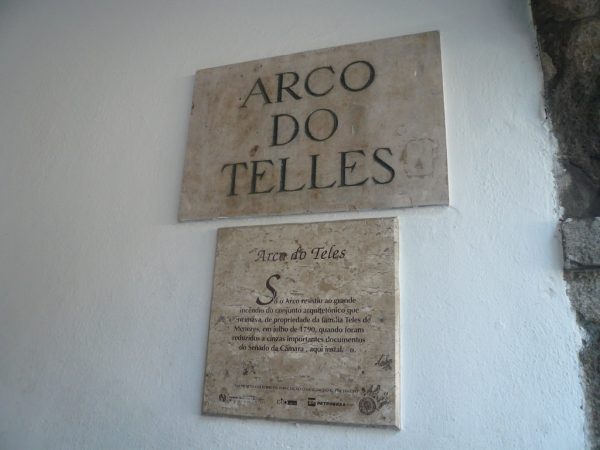 ARCO
DO
TELLES
Arco do Teles
Só o Arco resistiu ao grande
incêndio do conjunto arquitetônico que
formava, de propriedade da família Teles de
Menezes, em julho de 1790, quando foram
reduzidos a cinzas importantes documentos
do Senado da Câmara, aqui instalado.